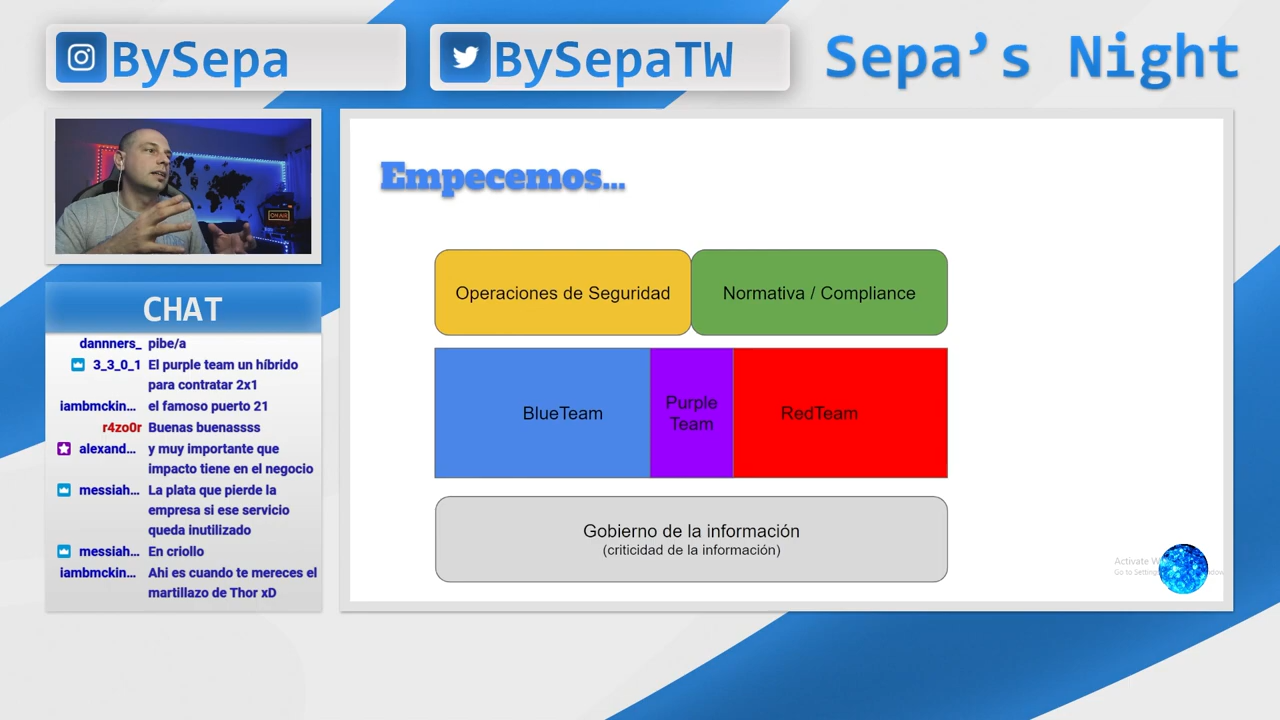 BySepa
BySepaTW
Sepa's Night
Empecemos...
Operaciones de Seguridad
Normativa / Compliance
BlueTeam
Purple
Team
RedTeam
Gobierno de la información
(criticidad de la información)
CHAT
dannners_ pibe/a
3_3_0_1 El purple team un híbrido
para contratar 2x1
iambmckin... el famoso puerto 21
r4zo0r Buenas buenassss
alexand... y muy importante que
impacto tiene en el negocio
messiah... La plata que pierde la
empresa si ese servicio
queda inutilizado
messiah... En criollo
iambmckin... Ahi es cuando te mereces el
martillazo de Thor xD
Activate
Go to